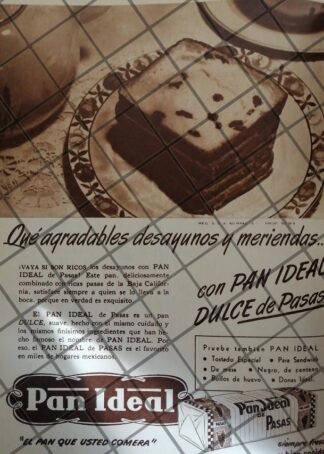 Qué agradables desayunos y meriendas..
con PAN IDEAL
DULCE de Pasas
¡VAYA SI SON RICOS los desayunos con PAN
IDEAL de Pasas! Este pan, deliciosamente
combinado con ricas pasas de la Baja Califor-
nia, satisface siempre a quien se lo lleva a la
boca, porque en verdad es exquisito.
El PAN IDEAL de Pasas es un pan
DULCE, suave, hecho con el mismo cuidado y
los mismos finísimos ingredientes que han he-
cho famoso el nombre de PAN IDEAL. Por
eso, el PAN IDEAL de PASAS es el favorito
en miles de hogares mexicanos.
Pruebe también PAN IDEAL
• Tostado Especial • Para Sandwich
• De mesa • Negro, de centeno
• Bollos de huevo • Donas Ideal.
Pan Ideal
"EL PAN QUE USTED COMERA"
Pan Ideal
de
PASAS
siempre